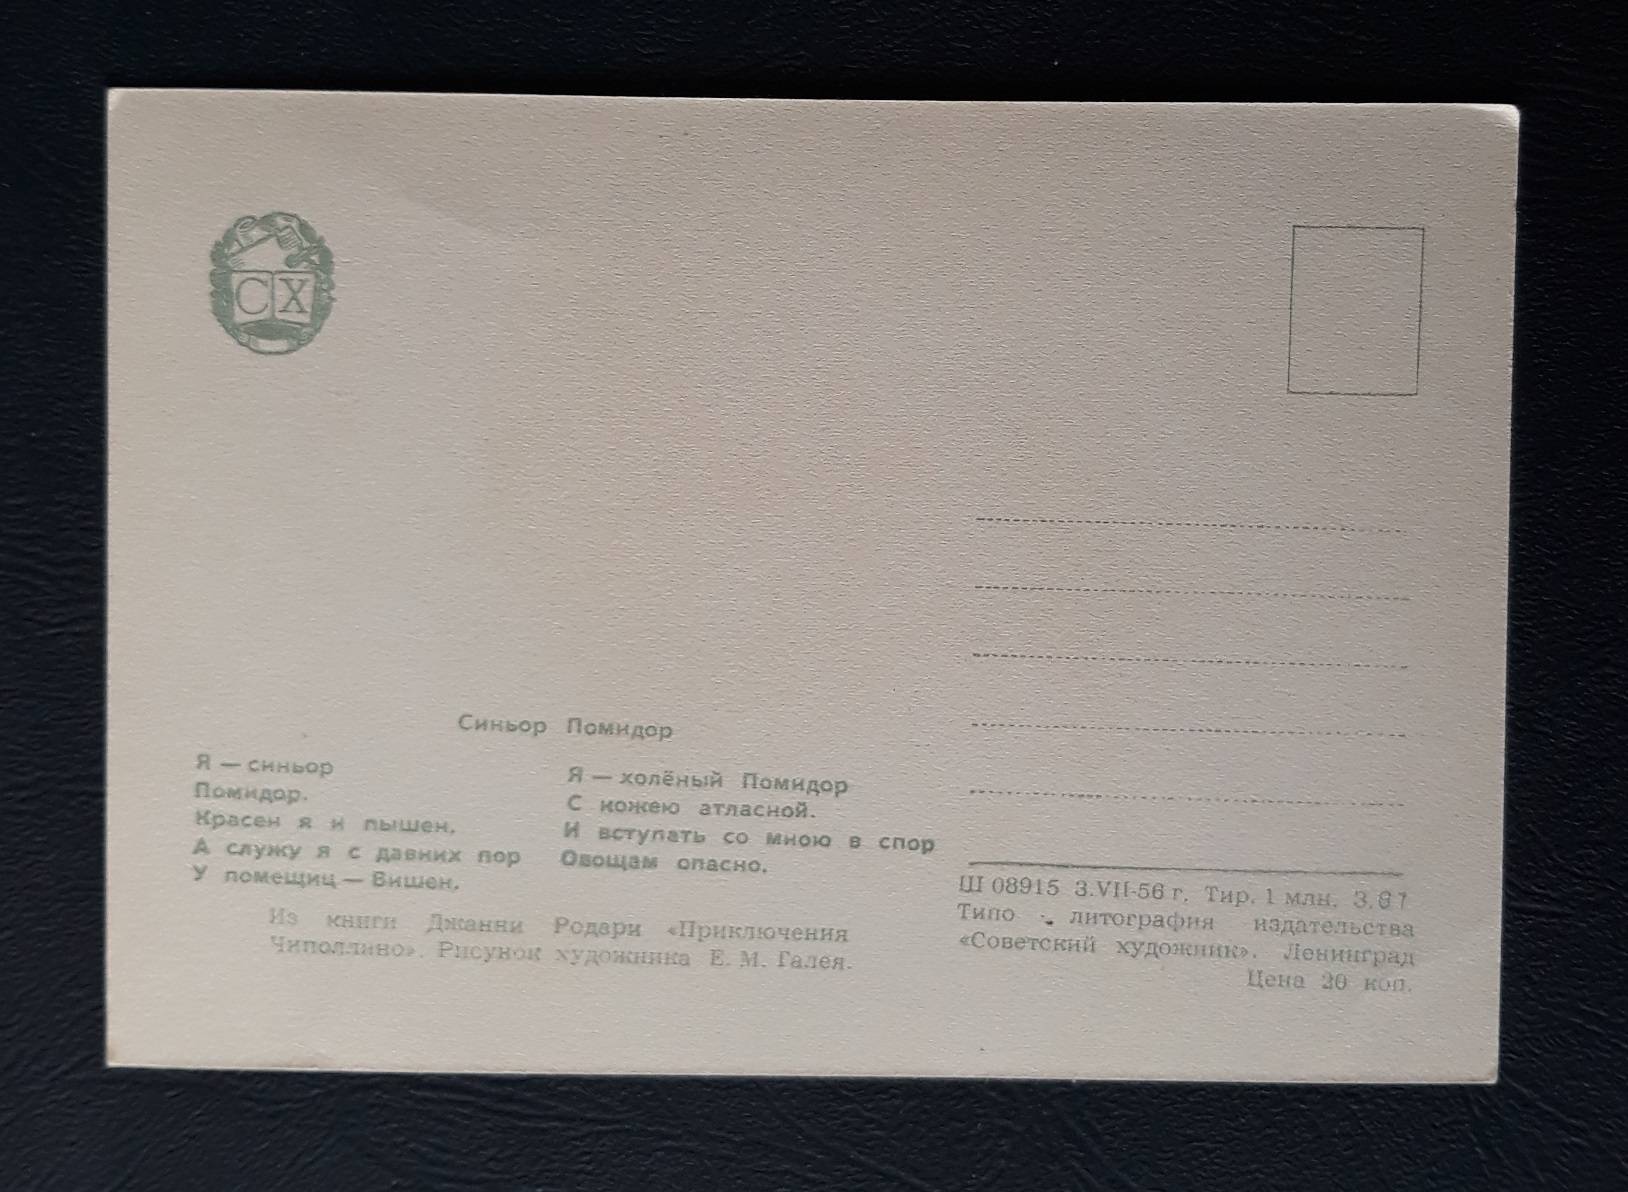 СХ
Синьор Помидор
Я — синьор
Помидор.
Красен я и пышен,
А служу я с давних пор
У помещиц — Вишен.
Я — холёный Помидор
С кожею атласной.
И вступать со мною в спор
Овощам опасно.
Из книги Джанни Родари «Приключения
Чиполлино». Рисунок художника Е. М. Галея.
Ш 08915 3.VII-56 г. Тир. 1 млн. З.
Типо - литография издательства
«Советский художник». Ленинград
Цена 20 коп.